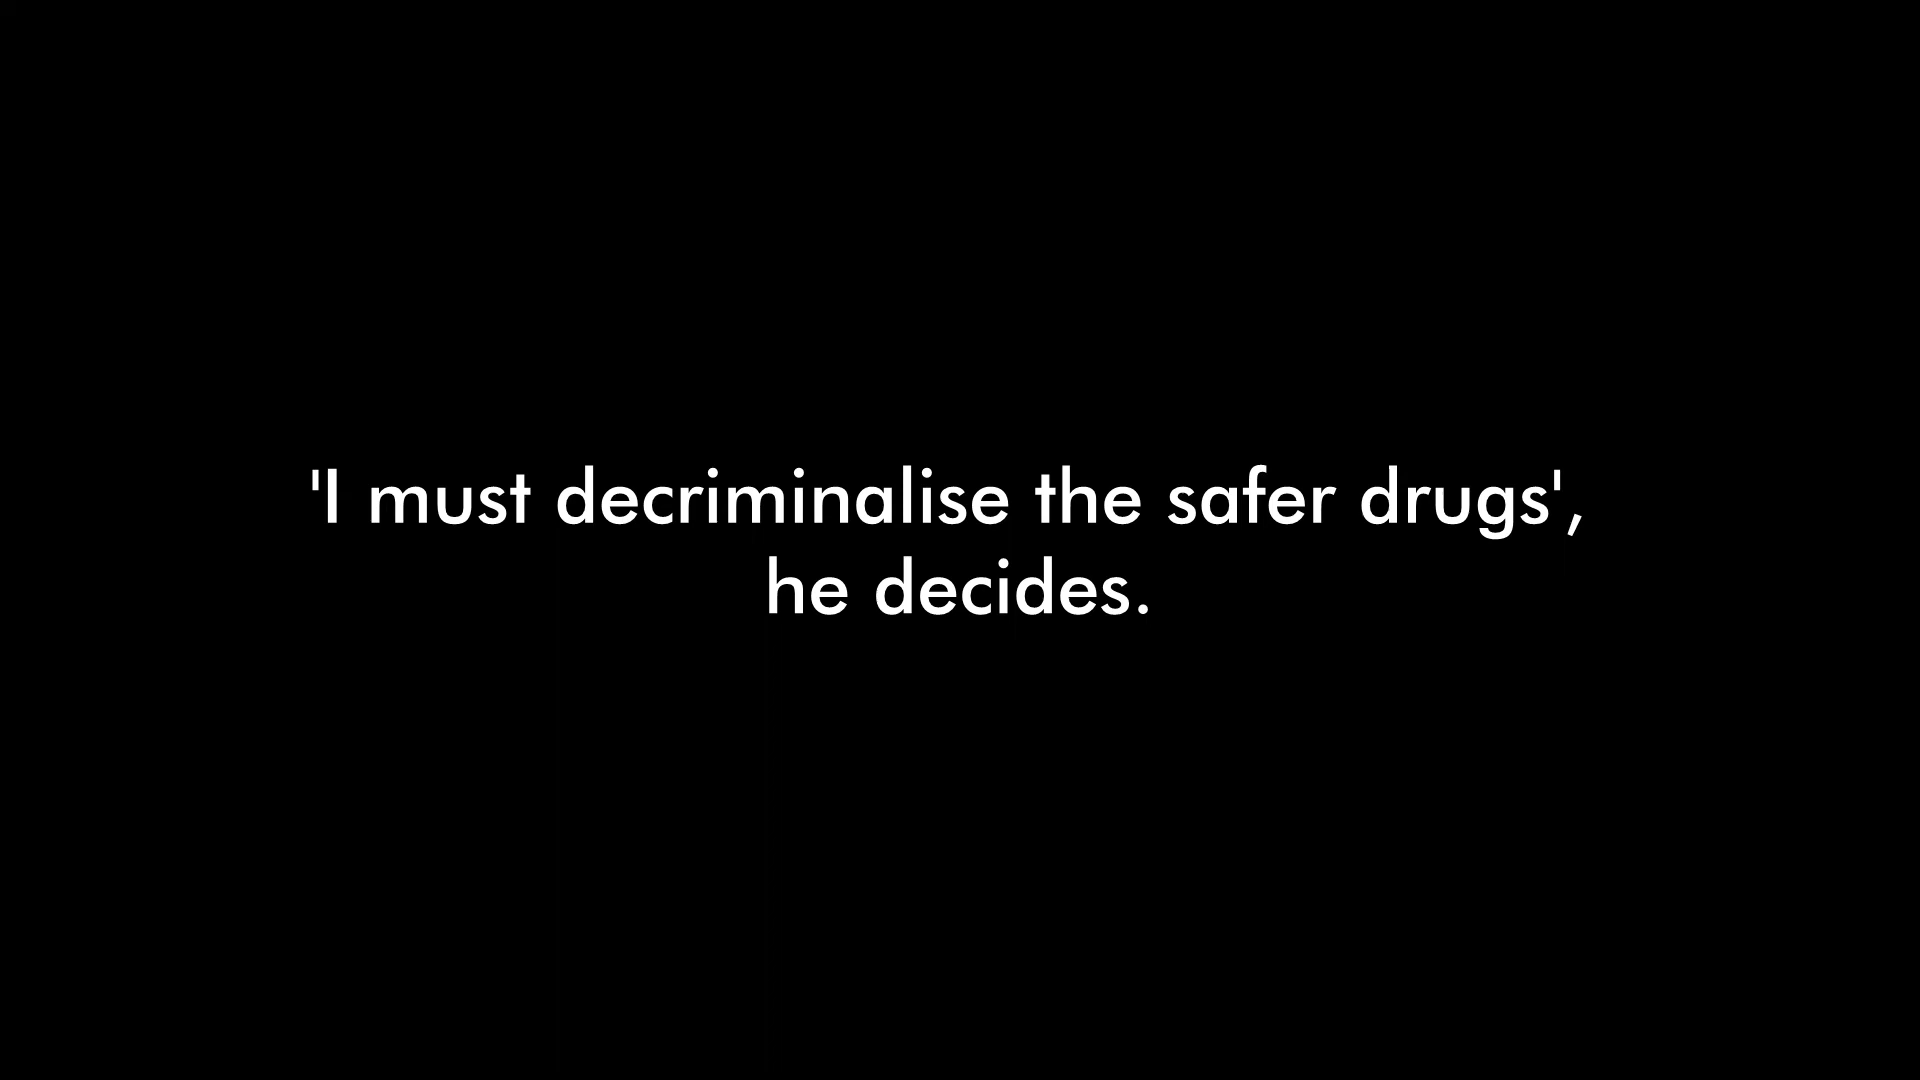 'I must decriminalise the safer drugs',
he decides.